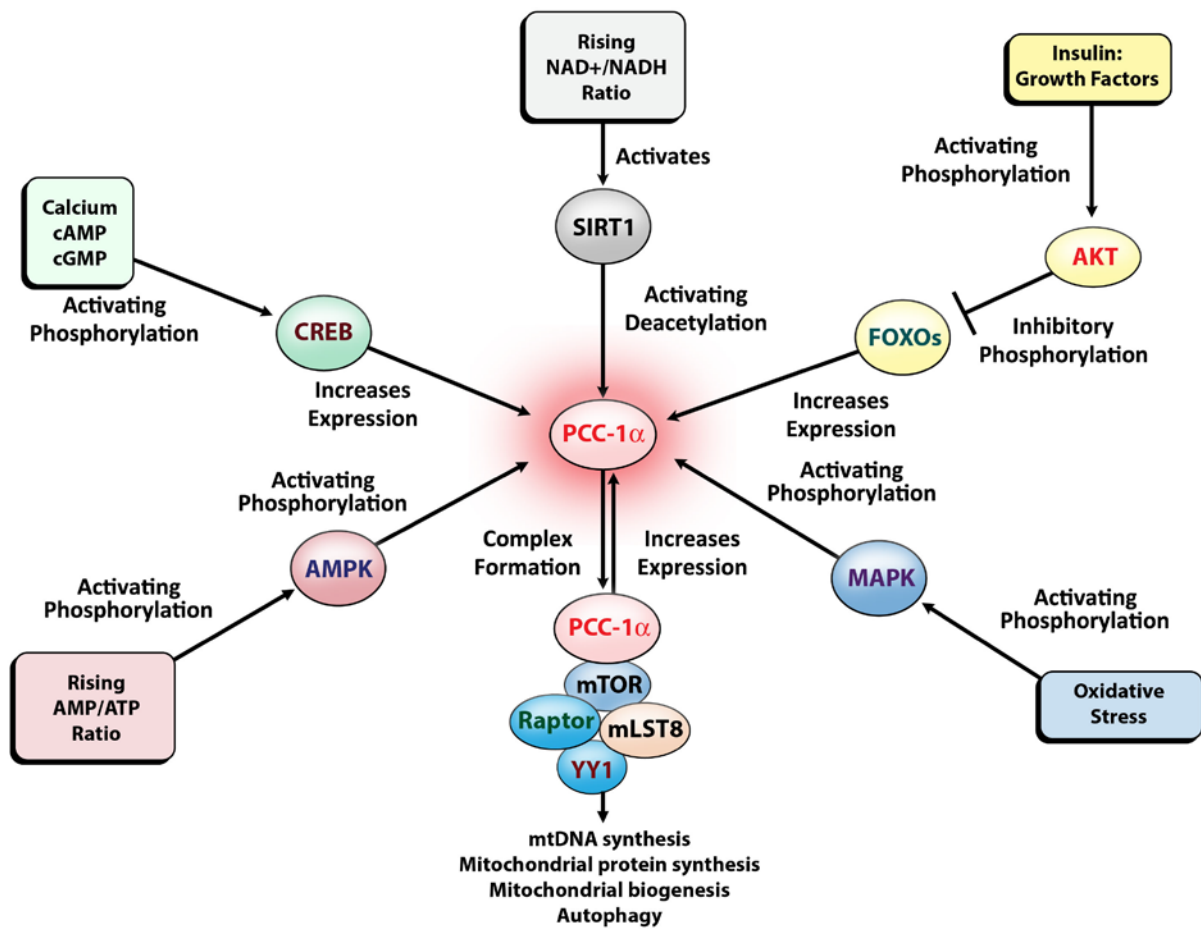 Rising
NAD+/NADH
Ratio
Insulin:
Growth Factors
Activates
Activating
Phosphorylation
Calcium
cAMP
cGMP
SIRT1
AKT
Activating
Phosphorylation
CREB
Activating
Deacetylation
FOXOs
Inhibitory
Phosphorylation
Increases
Expression
PCC-1α
Increases
Expression
Activating
Phosphorylation
Activating
Phosphorylation
Complex
Formation
Increases
Expression
AMPK
MAPK
Activating
Phosphorylation
Activating
Phosphorylation
PCC-1α
mTOR
Raptor
mLST8
YY1
Rising
AMP/ATP
Ratio
Oxidative
Stress
mtDNA synthesis
Mitochondrial protein synthesis
Mitochondrial biogenesis
Autophagy